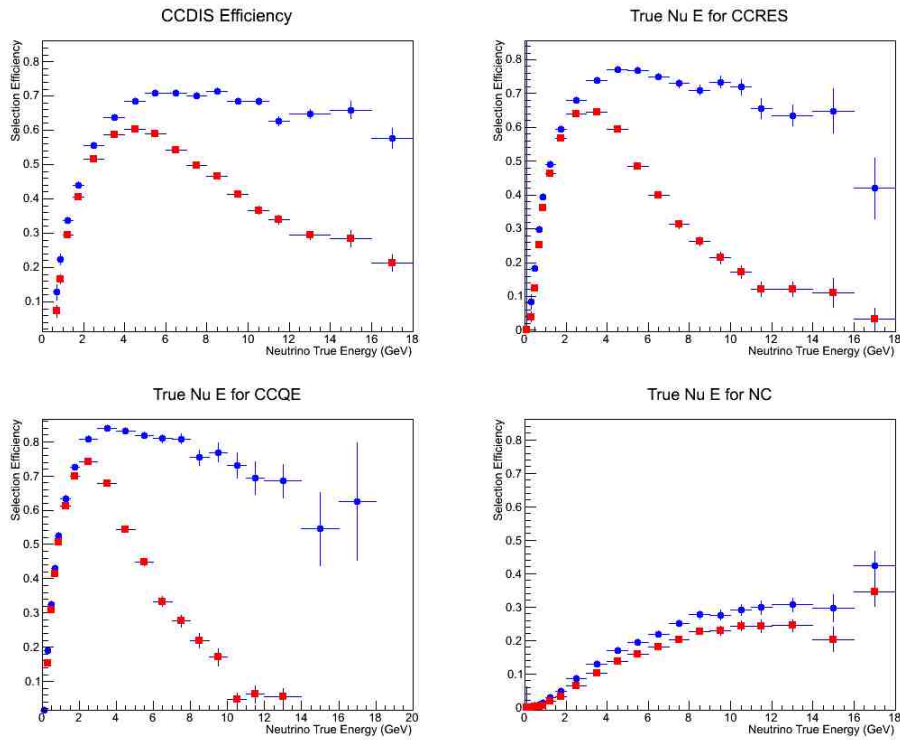 CCDIS Efficiency
Selection Efficiency
0.8
0.7
0.6
0.5
0.4
0.3
0.2
0.1
0 2 4 6 8 10 12 14 16 18
Neutrino True Energy (GeV)
True Nu E for CCRES
Selection Efficiency
0.8
0.7
0.6
0.5
0.4
0.3
0.2
0.1
0
0 2 4 6 8 10 12 14 16 18
Neutrino True Energy (GeV)
True Nu E for CCQE
Selection Efficiency
0.8
0.7
0.6
0.5
0.4
0.3
0.2
0.1
0 2 4 6 8 10 12 14 16 18 20
Neutrino True Energy (GeV)
True Nu E for NC
Selection Efficiency
0.8
0.7
0.6
0.5
0.4
0.3
0.2
0.1
0
0 2 4 6 8 10 12 14 16 18
Neutrino True Energy (GeV)